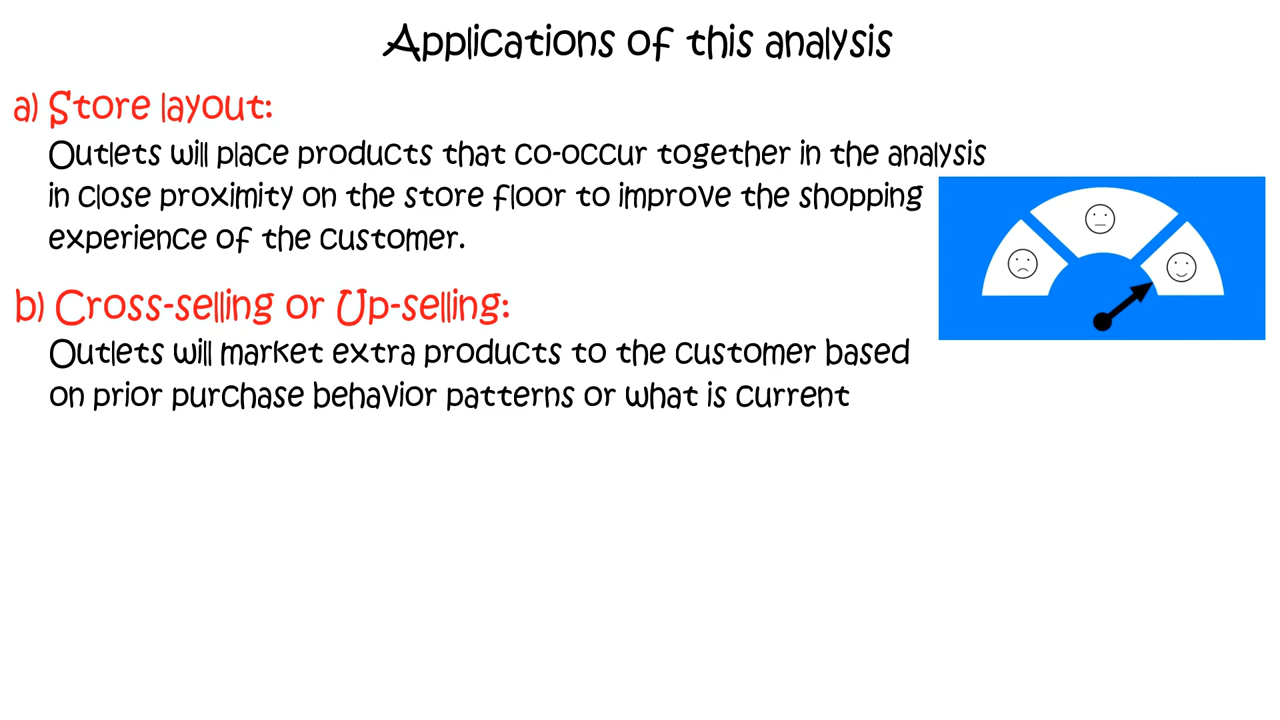 Applications of this analysis
a) Store layout:
Outlets will place products that co-occur together in the analysis
in close proximity on the store floor to improve the shopping
experience of the customer.
b) Cross-selling or Up-selling:
Outlets will market extra products to the customer based
on prior purchase behavior patterns or what is current